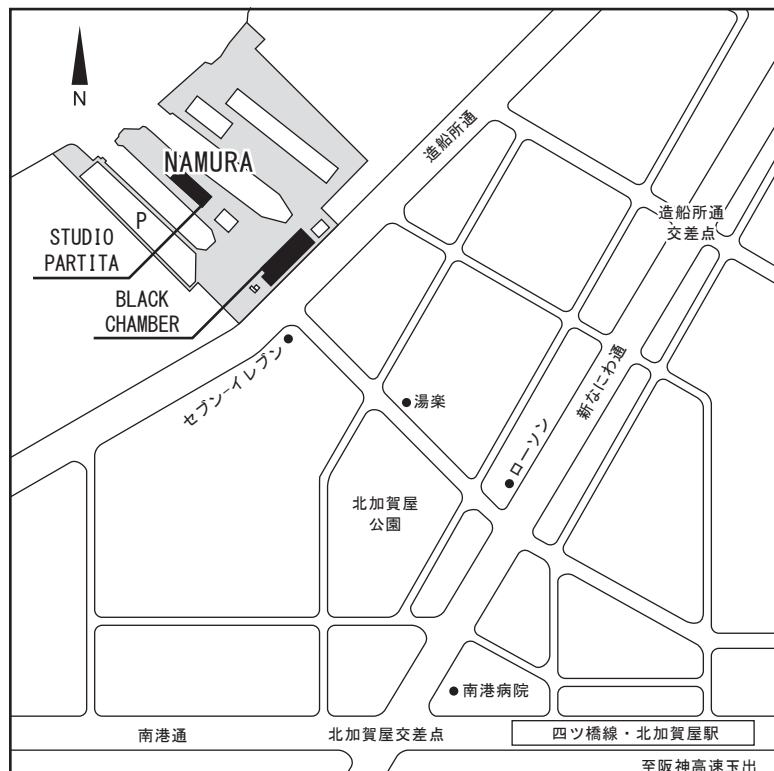 N
NAMURA
P
STUDIO
PARTITA
BLACK
CHAMBER
造船所通
造船所通
交差点
セブン-イレブン
湯楽
新なにわ通
ローソン
北加賀屋
公園
南港病院
南港通
北加賀屋交差点
四ツ橋線・北加賀屋駅
至阪神高速玉出